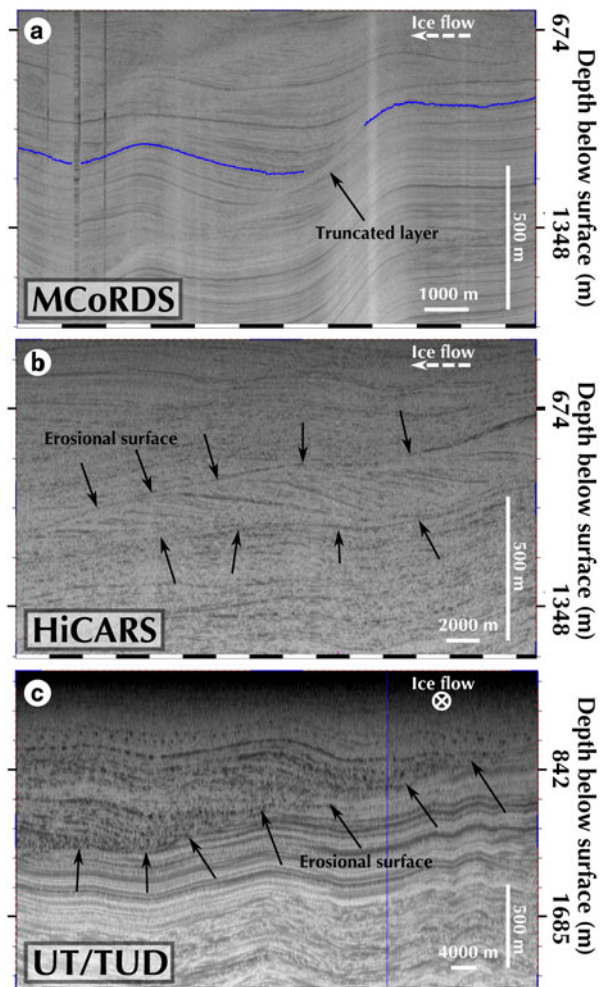 a
Ice flow
674
Depth below surface (m)
Truncated layer
500 m
1348
MCoRDS
1000 m
b
Ice flow
674
Erosional surface
Depth below surface (m)
500 m
1348
HiCARS
2000 m
c
Ice flow
842
Depth below surface (m)
Erosional surface
500 m
1685
UT/TUD
4000 m